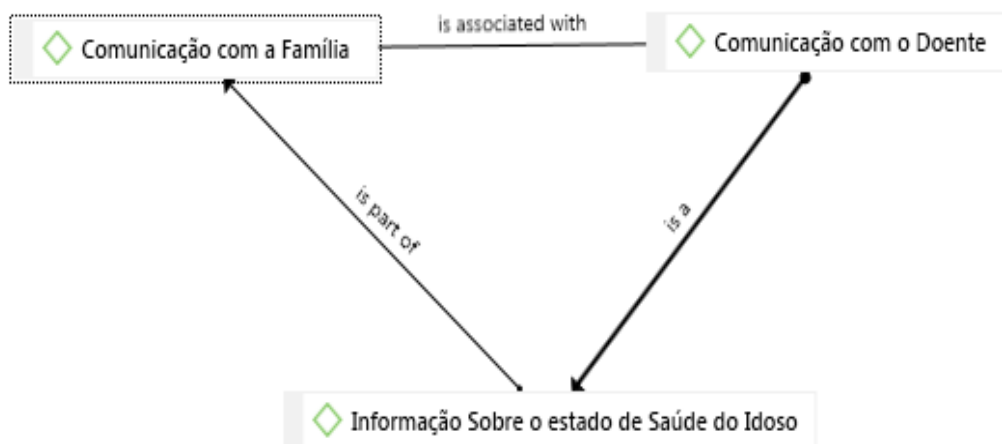 is associated with
Comunicação com a Família
Comunicação com o Doente
is part of
is a
Informação Sobre o estado de Saúde do Idoso